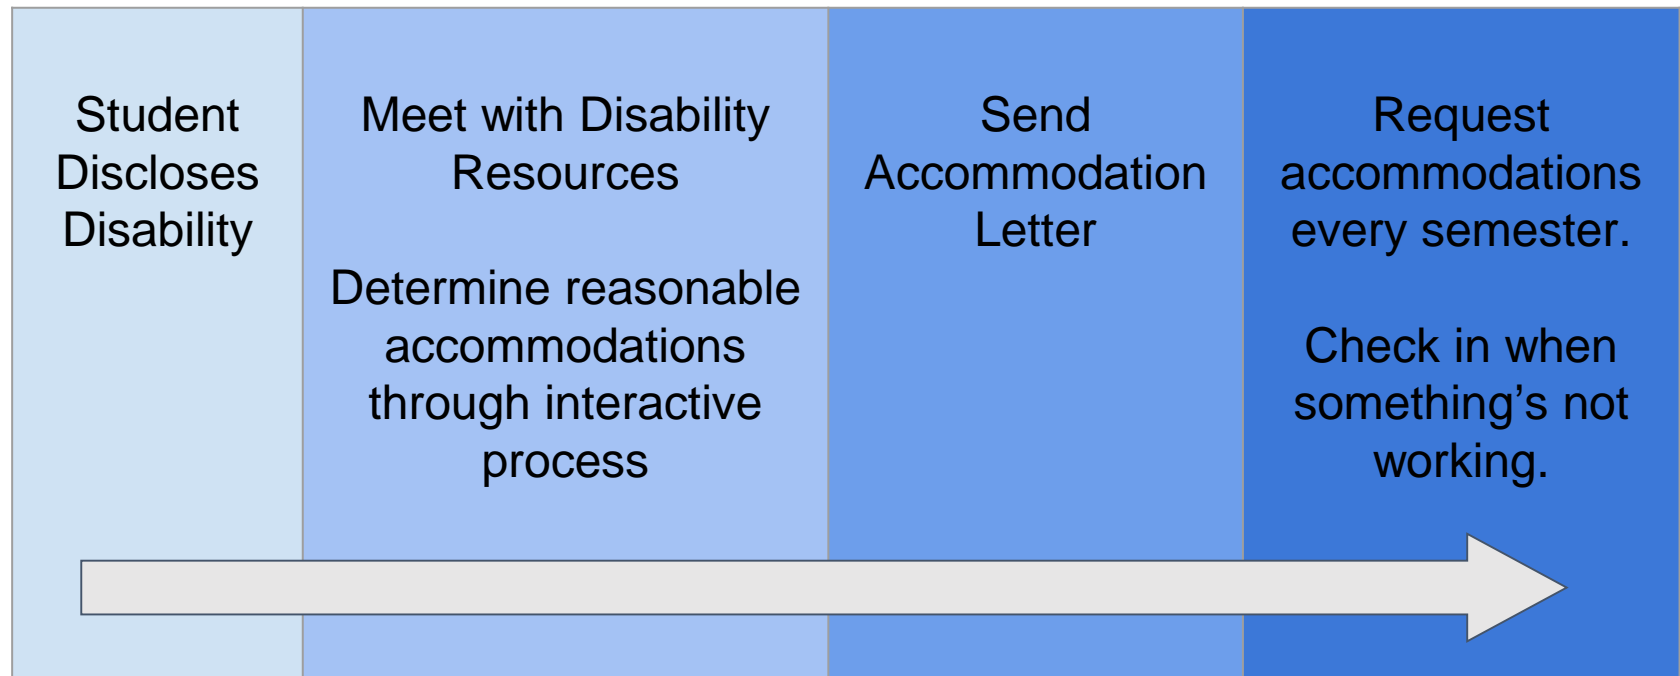 Student
Discloses
Disability
Meet with Disability
Resources
Determine reasonable
accommodations
through interactive
process
Send
Accommodation
Letter
Request
accommodations
every semester.
Check in when
something’s not
working.